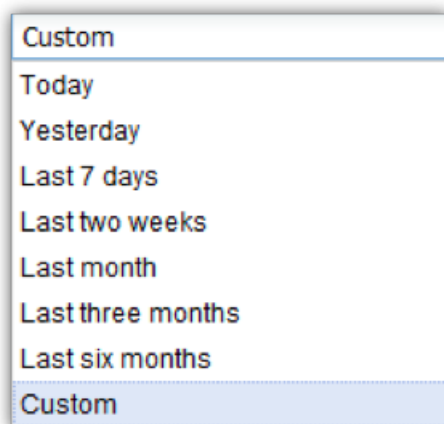 Custom
Today
Yesterday
Last 7 days
Last two weeks
Last month
Last three months
Last six months
Custom